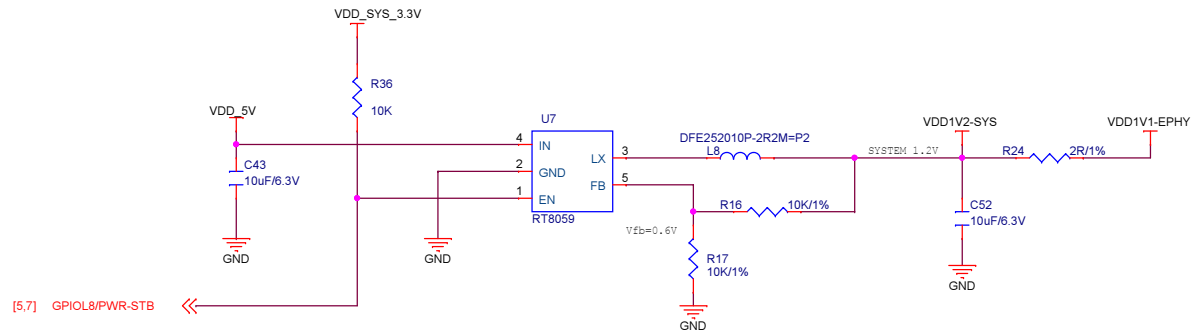 VDD_SYS_3.3V
R36
10K
VDD_5V
C43
10uF/6.3V
GND
GND
U7
4
IN
2
GND
1
EN
LX
3
FB
5
RT8059
DFE252010P-2R2M=P2
L8
SYSTEM 1.2V
VDD1V2-SYS
VDD1V1-EPHY
R24
2R/1%
R16
10K/1%
Vfb=0.6V
R17
10K/1%
GND
C52
10uF/6.3V
GND
[5,7] GPIOL8/PWR-STB